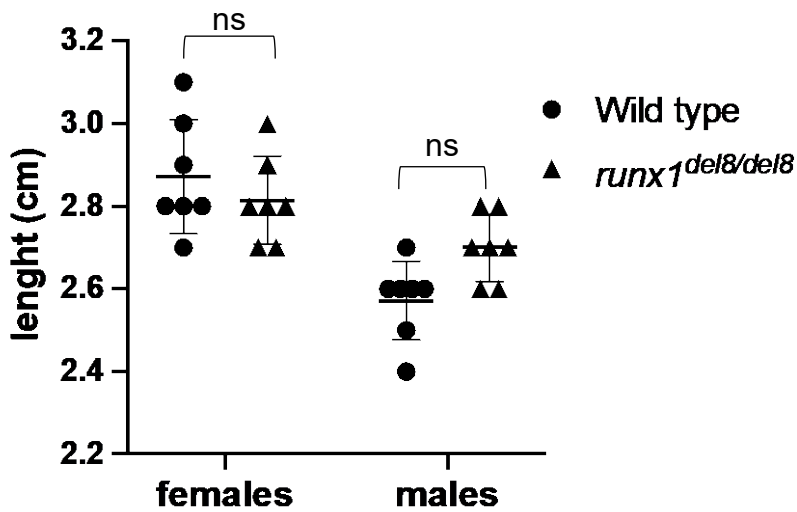 ns
ns
3.2
3.0
2.8
2.6
2.4
2.2
lenght (cm)
females
males
Wild type
runx1del8/del8